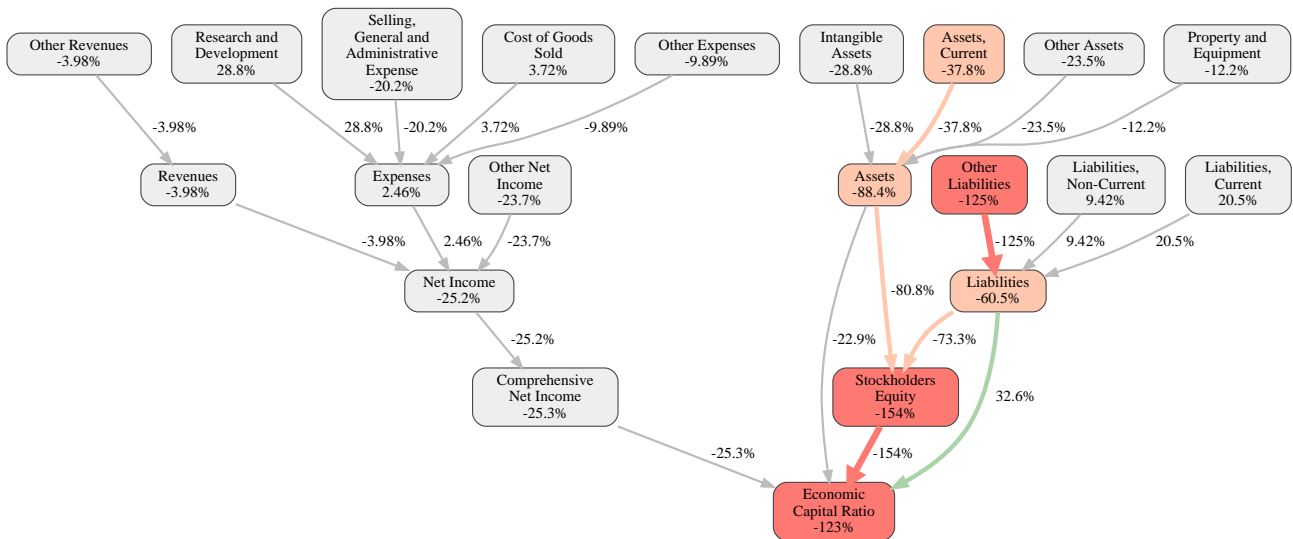 Other Revenues
-3.98%
Research and
Development
28.8%
Selling,
General and
Administrative
Expense
-20.2%
Cost of Goods
Sold
3.72%
Other Expenses
-9.89%
Intangible
Assets
-28.8%
Assets,
Current
-37.8%
Other Assets
-23.5%
Property and
Equipment
-12.2%
-3.98%
28.8%
-20.2%
3.72%
-9.89%
-28.8%
-37.8%
-23.5%
-12.2%
Revenues
-3.98%
Expenses
2.46%
Other Net
Income
-23.7%
Assets
-88.4%
Other
Liabilities
-125%
Liabilities,
Non-Current
9.42%
Liabilities,
Current
20.5%
-3.98%
2.46%
-23.7%
-125%
9.42%
20.5%
Net Income
-25.2%
-80.8%
Liabilities
-60.5%
-25.2%
-22.9%
-73.3%
Comprehensive
Net Income
-25.3%
Stockholders
Equity
-154%
32.6%
-25.3%
-154%
Economic
Capital Ratio
-123%